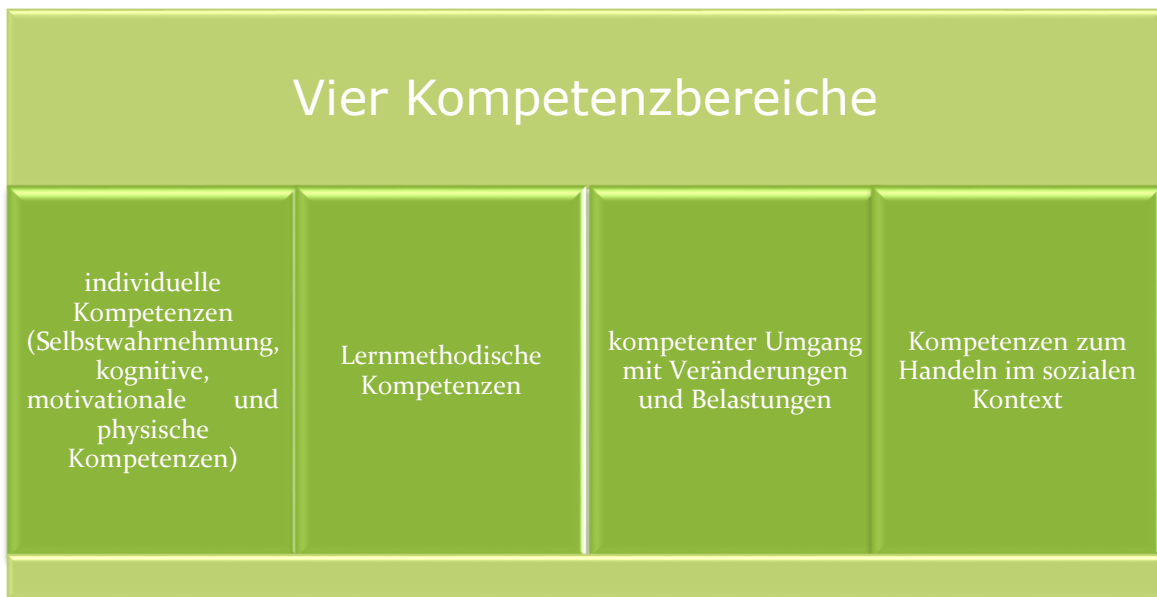 Vier Kompetenzbereiche
individuelle
Kompetenzen
(Selbstwahrnehmung,
kognitive,
motivationale und
physische
Kompetenzen)
Lernmethodische
Kompetenzen
kompetenter Umgang
mit Veränderungen
und Belastungen
Kompetenzen zum
Handeln im sozialen
Kontext